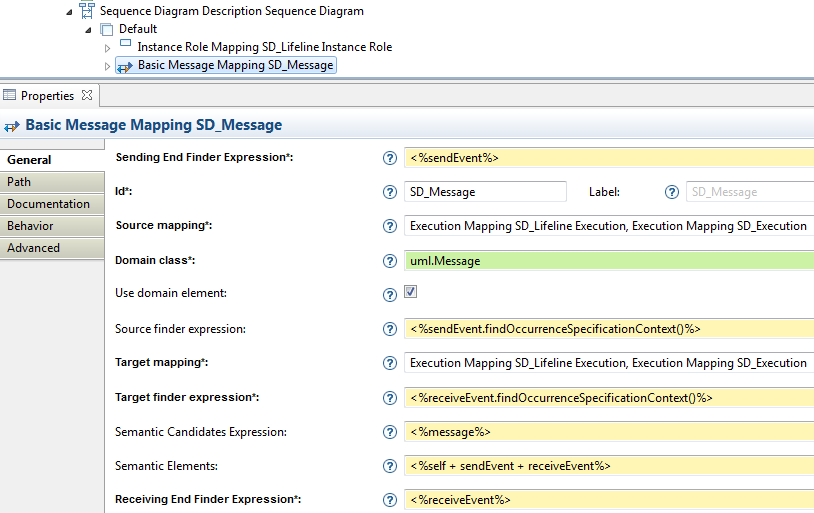 Sequence Diagram Description Sequence Diagram
Default
Instance Role Mapping SD_Lifeline Instance Role
Basic Message Mapping SD_Message
Properties
Basic Message Mapping SD_Message
General
Path
Documentation
Behavior
Advanced
Sending End Finder Expression*: ? <%sendEvent%>
Id*: ? SD_Message Label: ? SD_Message
Source mapping*: ? Execution Mapping SD_Lifeline Execution, Execution Mapping SD_Execution
Domain class*: ? uml.Message
Use domain element: ?
Source finder expression: ? <%sendEvent.findOccurrenceSpecificationContext()%>
Target mapping*: ? Execution Mapping SD_Lifeline Execution, Execution Mapping SD_Execution
Target finder expression*: ? <%receiveEvent.findOccurrenceSpecificationContext()%>
Semantic Candidates Expression: ? <%message%>
Semantic Elements: ? <%self + sendEvent + receiveEvent%>
Receiving End Finder Expression*: ? <%receiveEvent%>